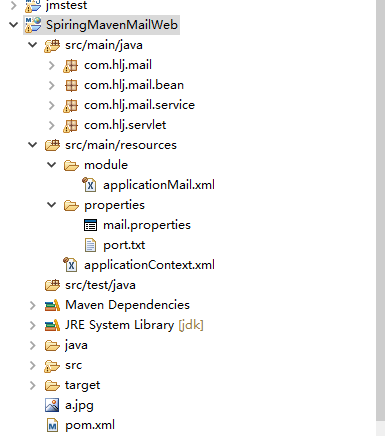 jmstest
SpiringMavenMailWeb
src/main/java
com.hlj.mail
com.hlj.mail.bean
com.hlj.mail.service
com.hlj.servlet
src/main/resources
module
applicationMail.xml
properties
mail.properties
port.txt
applicationContext.xml
src/test/java
Maven Dependencies
JRE System Library [jdk]
java
src
target
a.jpg
pom.xml